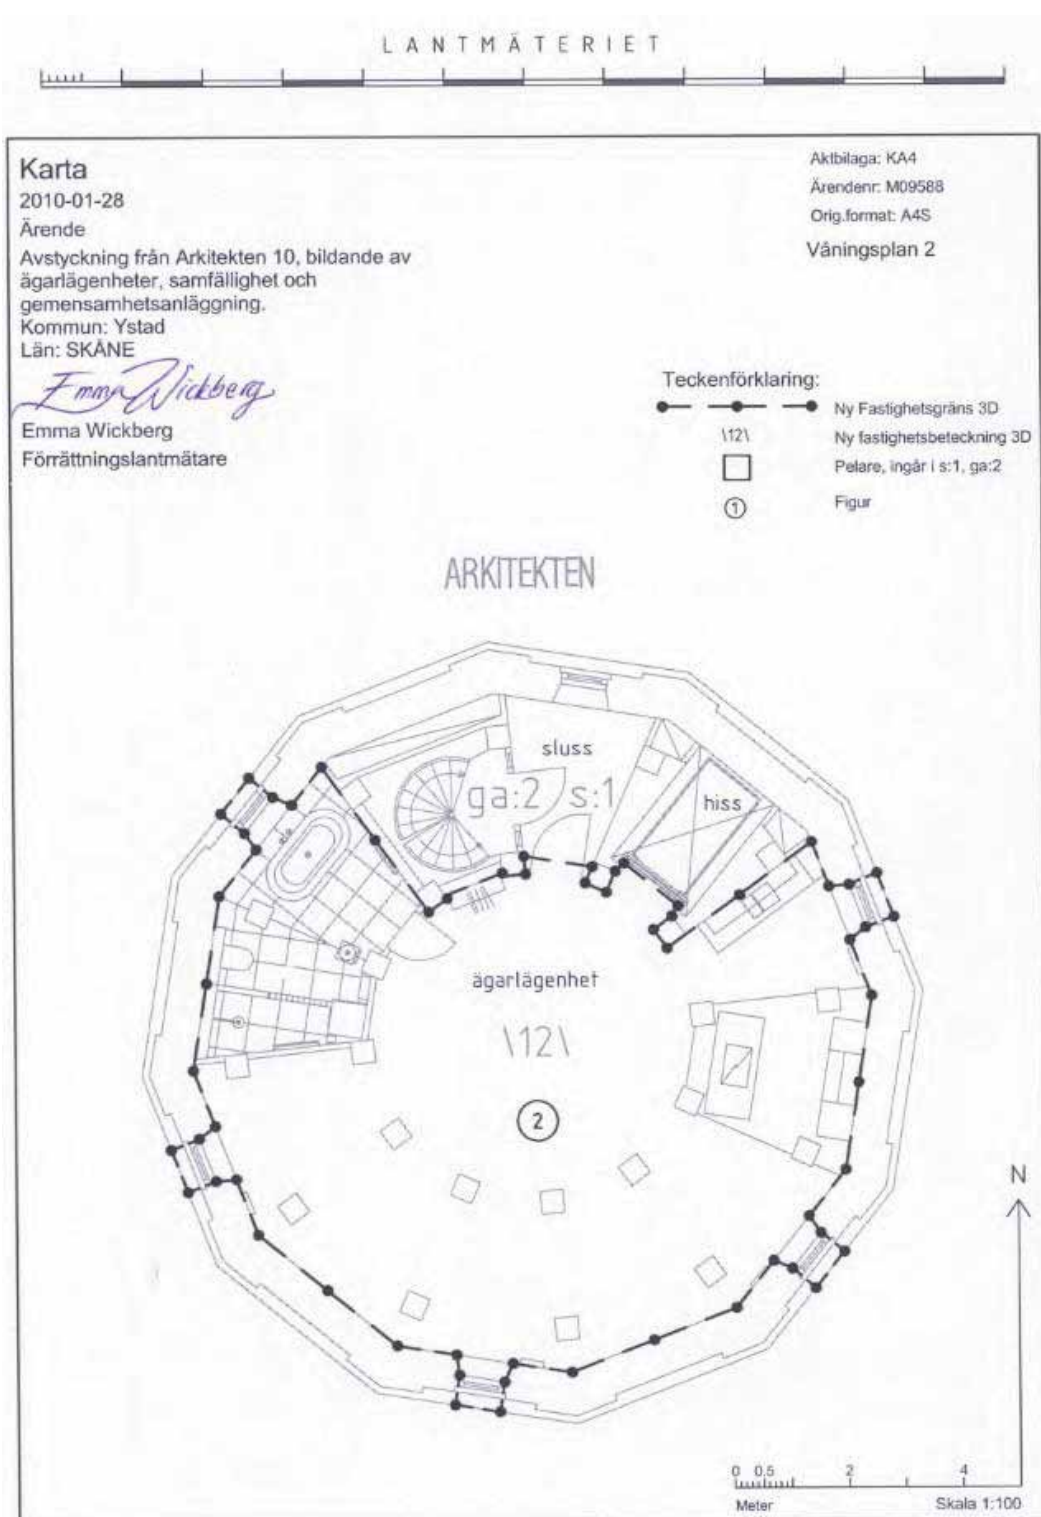 LANTMÄTERIET
Karta
2010-01-28
Ärende
Avstyckning från Arkitekten 10, bildande av
ägarlägenheter, samfällighet och
gemensamhetsanläggning.
Kommun: Ystad
Län: SKÅNE
Emma Wickberg
Emma Wickberg
Förrättningslantmätare
Aktbilaga: KA4
Ärendenr: M09588
Orig.format: A4S
Våningsplan 2
Teckenförklaring:
Ny Fastighetsgräns 3D
\12\ Ny fastighetsbeteckning 3D
Pelare, ingår i s:1, ga:2
1 Figur
ARKITEKTEN
sluss
ga:2 s:1
hiss
ägarlägenhet
\12\
2
N
0 0.5 2 4
Meter Skala 1:100